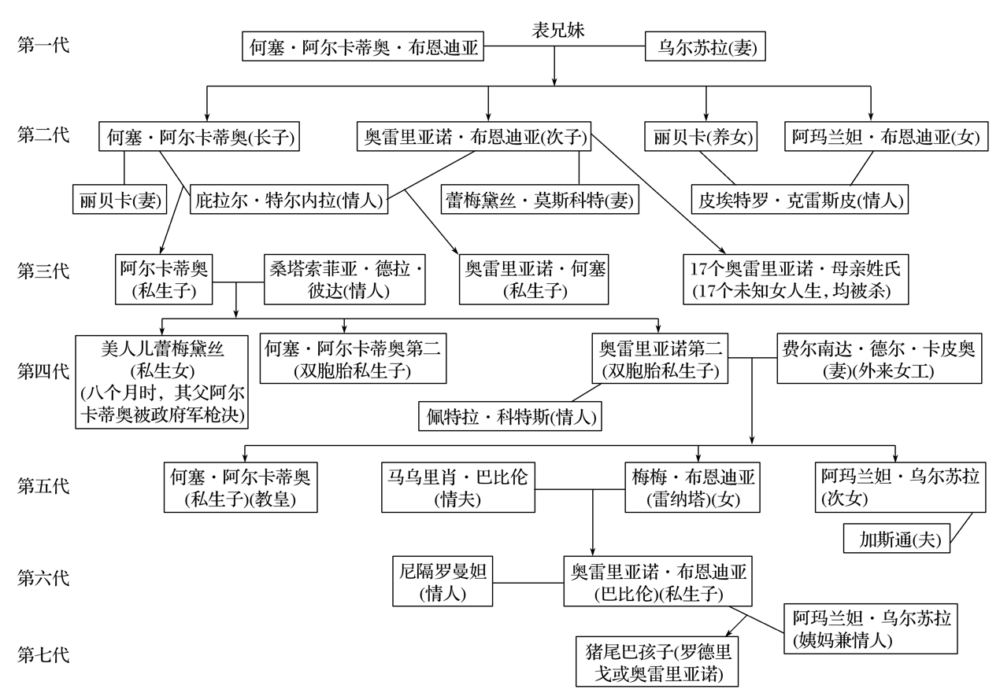 表兄妹
第一代
何塞·阿尔卡蒂奥·布恩迪亚
乌尔苏拉(妻)
第二代
何塞·阿尔卡蒂奥(长子)
奥雷里亚诺·布恩迪亚(次子)
丽贝卡(养女)
阿玛兰妲·布恩迪亚(女)
丽贝卡(妻)
庇拉尔·特尔内拉(情人)
蕾梅黛丝·莫斯科特(妻)
皮埃特罗·克雷斯皮(情人)
第三代
阿尔卡蒂奥
(私生子)
桑塔索菲亚·德拉·
彼达(情人)
奥雷里亚诺·何塞
(私生子)
17个奥雷里亚诺·母亲姓氏
(17个未知女人生,均被杀)
第四代
美人儿蕾梅黛丝
(私生女)
(八个月时，其父阿尔
卡蒂奥被政府军枪决)
何塞·阿尔卡蒂奥第二
(双胞胎私生子)
奥雷里亚诺第二
(双胞胎私生子)
费尔南达·德尔·卡皮奥
(妻)(外来女工)
佩特拉·科特斯(情人)
第五代
何塞·阿尔卡蒂奥
(私生子)(教皇)
马乌里肖·巴比伦
(情夫)
梅梅·布恩迪亚
(雷纳塔)(女)
阿玛兰妲·乌尔苏拉
(次女)
加斯通(夫)
第六代
尼隔罗曼妲
(情人)
奥雷里亚诺·布恩迪亚
(巴比伦)(私生子)
阿玛兰妲·乌尔苏拉
(姨妈兼情人)
第七代
猪尾巴孩子(罗德里
戈或奥雷里亚诺)